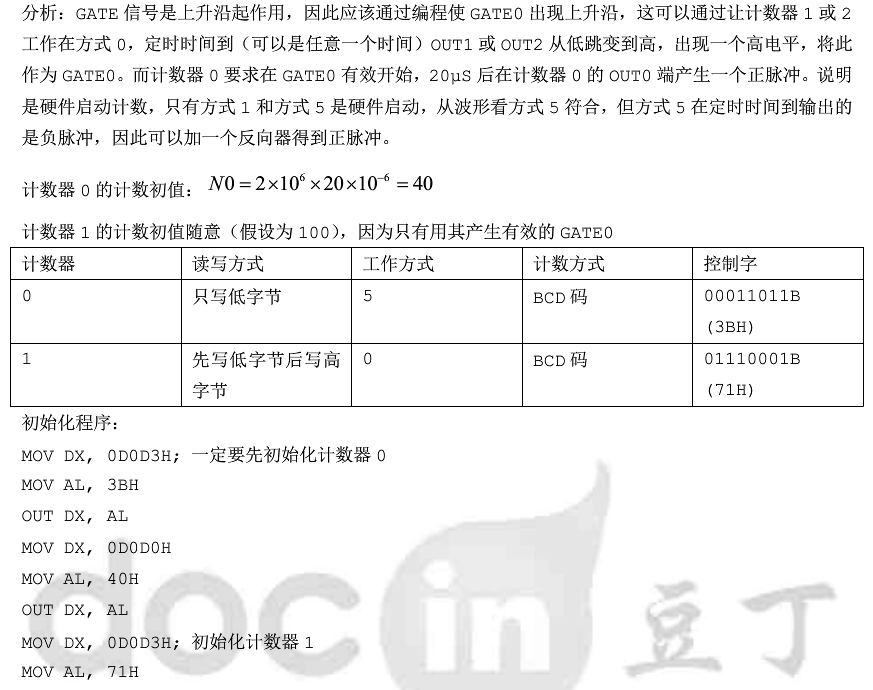 分析：GATE 信号是上升沿起作用，因此应该通过编程使 GATE0 出现上升沿，这可以通过让计数器 1 或 2
工作在方式 0，定时时间到（可以是任意一个时间）OUT1 或 OUT2 从低跳变到高，出现一个高电平，将此
作为 GATE0。而计数器 0 要求在 GATE0 有效开始，20μS 后在计数器 0 的 OUT0 端产生一个正脉冲。说明
是硬件启动计数，只有方式 1 和方式 5 是硬件启动，从波形看方式 5 符合，但方式 5 在定时时间到输出的
是负脉冲，因此可以加一个反向器得到正脉冲。
计数器 0 的计数初值： N0 = 2×10⁶×20×10⁻⁶ = 40
计数器 1 的计数初值随意（假设为 100），因为只有用其产生有效的 GATE0
计数器 读写方式 工作方式 计数方式 控制字
0 只写低字节 5 BCD 码 00011011B
(3BH)
1 先写低字节后写高 0 BCD 码 01110001B
字节 (71H)
初始化程序：
MOV DX, 0D0D3H; 一定要先初始化计数器 0
MOV AL, 3BH
OUT DX, AL
MOV DX, 0D0D0H
MOV AL, 40H
OUT DX, AL
MOV DX, 0D0D3H; 初始化计数器 1
MOV AL, 71H
docin 豆丁